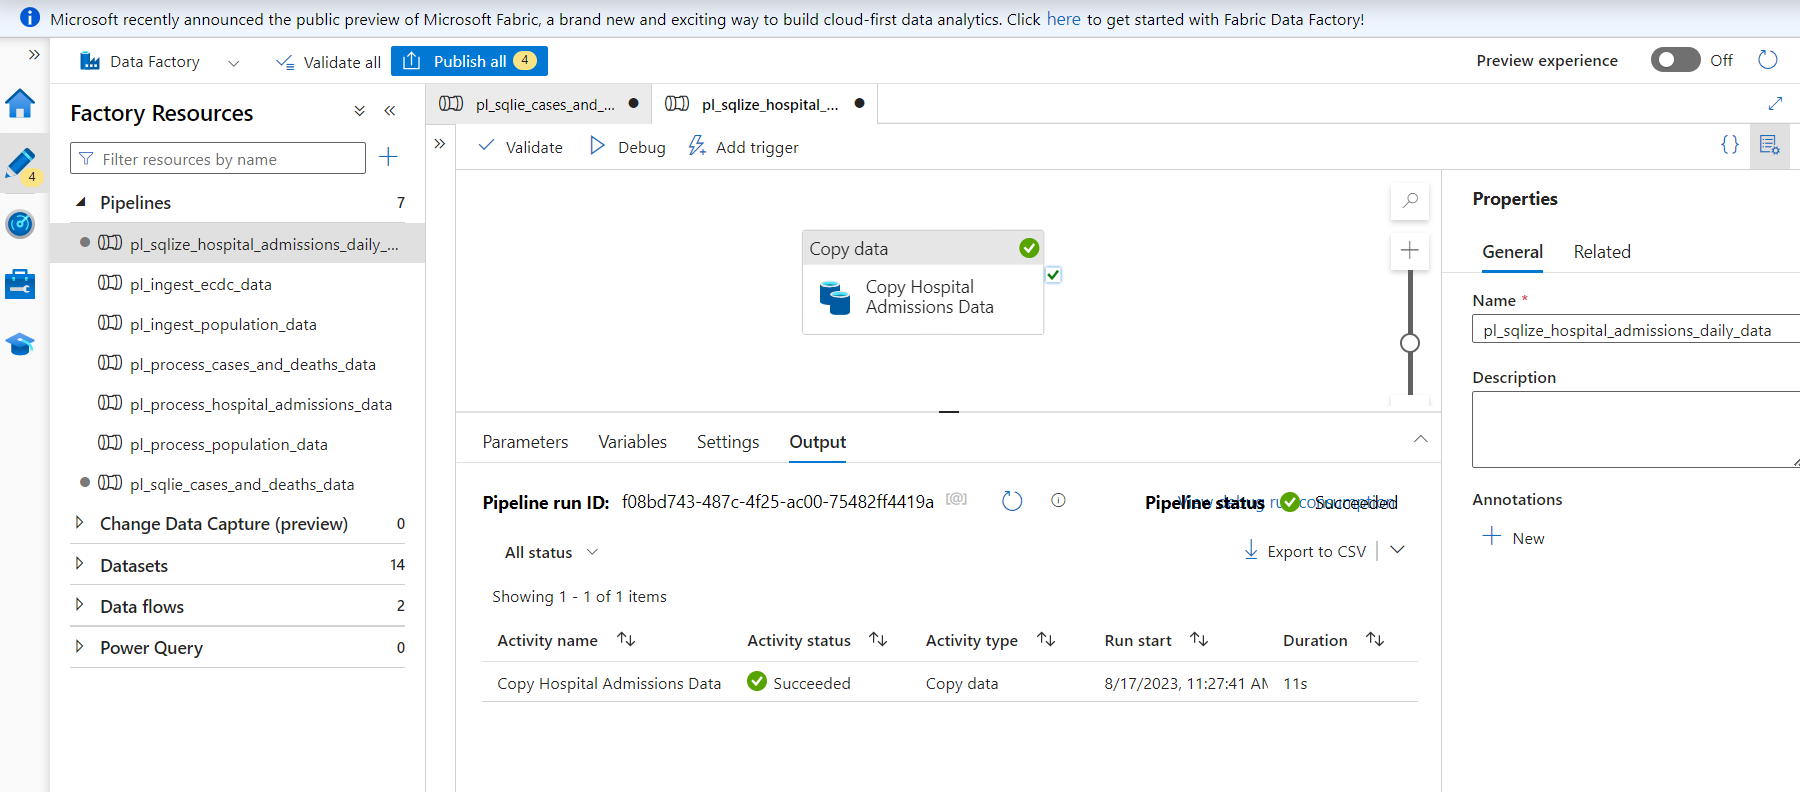 Microsoft recently announced the public preview of Microsoft Fabric, a brand new and exciting way to build cloud-first data analytics. Click here to get started with Fabric Data Factory!
Data Factory
Validate all
Publish all 4
Preview experience
Off
Factory Resources
Filter resources by name
4
Pipelines 7
pl_sqlize_hospital_admissions_daily_...
pl_ingest_ecdc_data
pl_ingest_population_data
pl_process_cases_and_deaths_data
pl_process_hospital_admissions_data
pl_process_population_data
pl_sqlie_cases_and_deaths_data
Change Data Capture (preview) 0
Datasets 14
Data flows 2
Power Query 0
pl_sqlie_cases_and_...
pl_sqlize_hospital_...
Validate
Debug
Add trigger
{}
Copy data
Copy Hospital
Admissions Data
Parameters
Variables
Settings
Output
Pipeline run ID: f08bd743-487c-4f25-ac00-75482ff4419a [@]
Pipeline status Succeeded
View debug run consumption
All status
Export to CSV
Showing 1 - 1 of 1 items
Activity name Activity status Activity type Run start Duration
Copy Hospital Admissions Data Succeeded Copy data 8/17/2023, 11:27:41 AM 11s
Properties
General
Related
Name *
pl_sqlize_hospital_admissions_daily_data
Description
Annotations
New